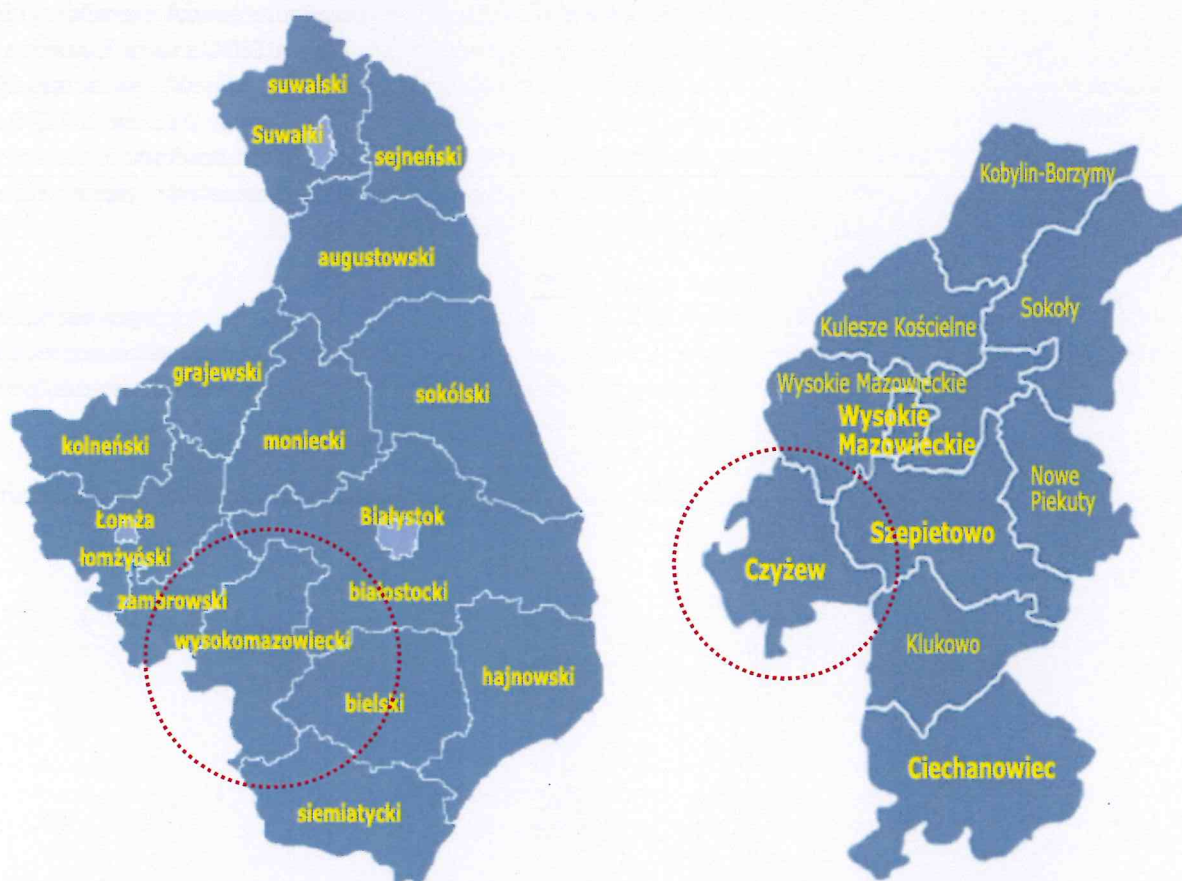 suwalski
Suwałki
sejneński
augustowski
grajewski
sokólski
kolneński
moniecki
Łomża
Białystok
łomżyński
białostocki
zambrowski
wysokomazowiecki
hajnowski
bielski
siemiatycki
Kobylin-Borzymy
Sokoły
Kulesze Kościelne
Wysokie Mazowieckie
Wysokie
Mazowieckie
Nowe
Piekuty
Szepietowo
Czyżew
Klukowo
Ciechanowiec